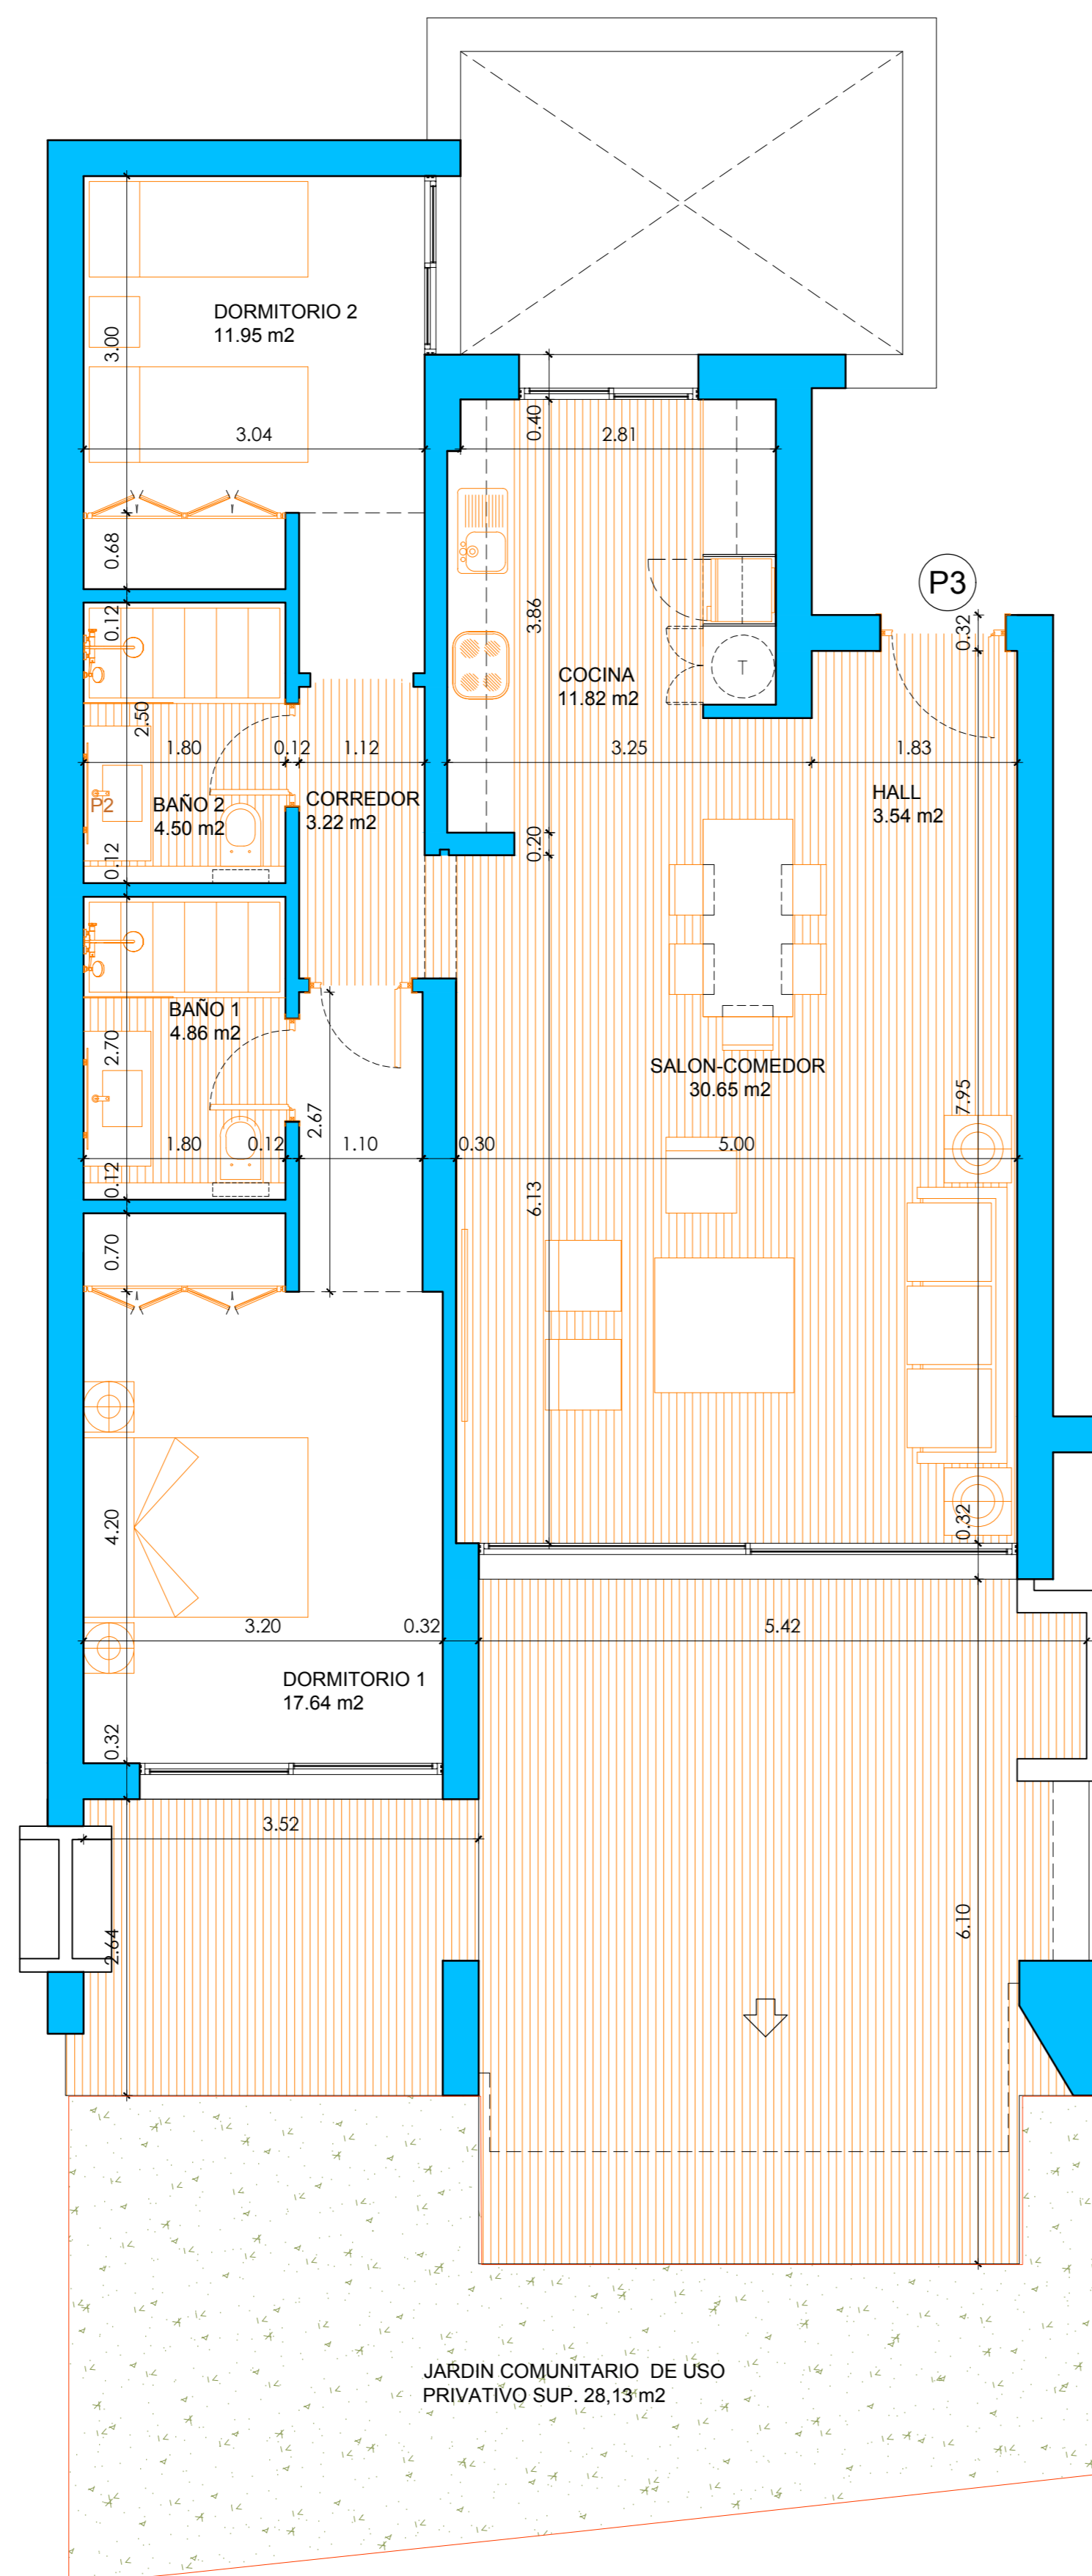 DORMITORIO 2
11.95 m2
3.00
3.04
0.40
2.81
0.68
P3
0.12
3.86
0.32
COCINA
11.82 m2
2.50
1.80
0.12
1.12
3.25
1.83
P2
BAÑO 2
4.50 m2
CORREDOR
3.22 m2
HALL
3.54 m2
0.12
0.20
T
BAÑO 1
4.86 m2
2.70
SALON-COMEDOR
30.65 m2
7.95
2.67
1.80
0.12
1.10
0.30
5.00
0.12
6.13
0.70
4.20
0.32
3.20
0.32
5.42
DORMITORIO 1
17.64 m2
0.32
3.52
2.64
6.10
JARDIN COMUNITARIO DE USO
PRIVATIVO SUP. 28,13 m2